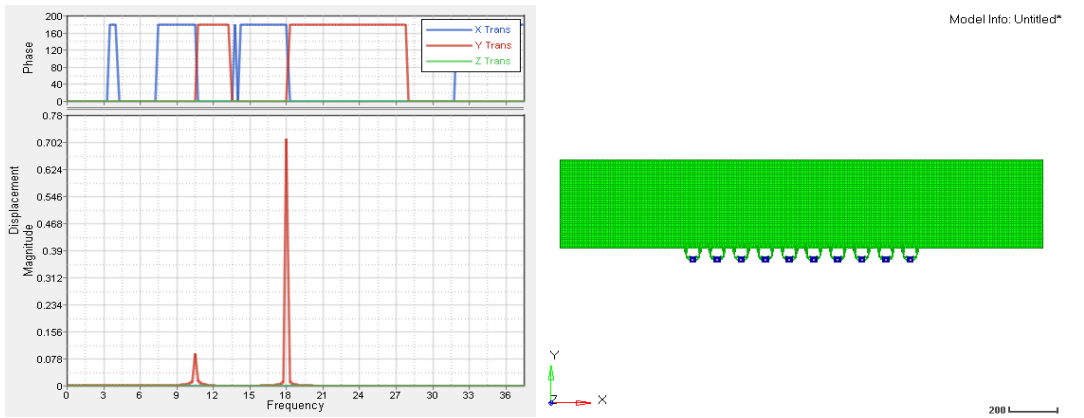 200
160
120
80
40
0
Phase
X Trans
Y Trans
Z Trans
0.78
0.702
0.624
0.546
0.468
0.39
0.312
0.234
0.156
0.078
0
Displacement
Magnitude
0 3 6 9 12 15 18 21 24 27 30 33 36
Frequency
Model Info: Untitled*
Y
Z X
200